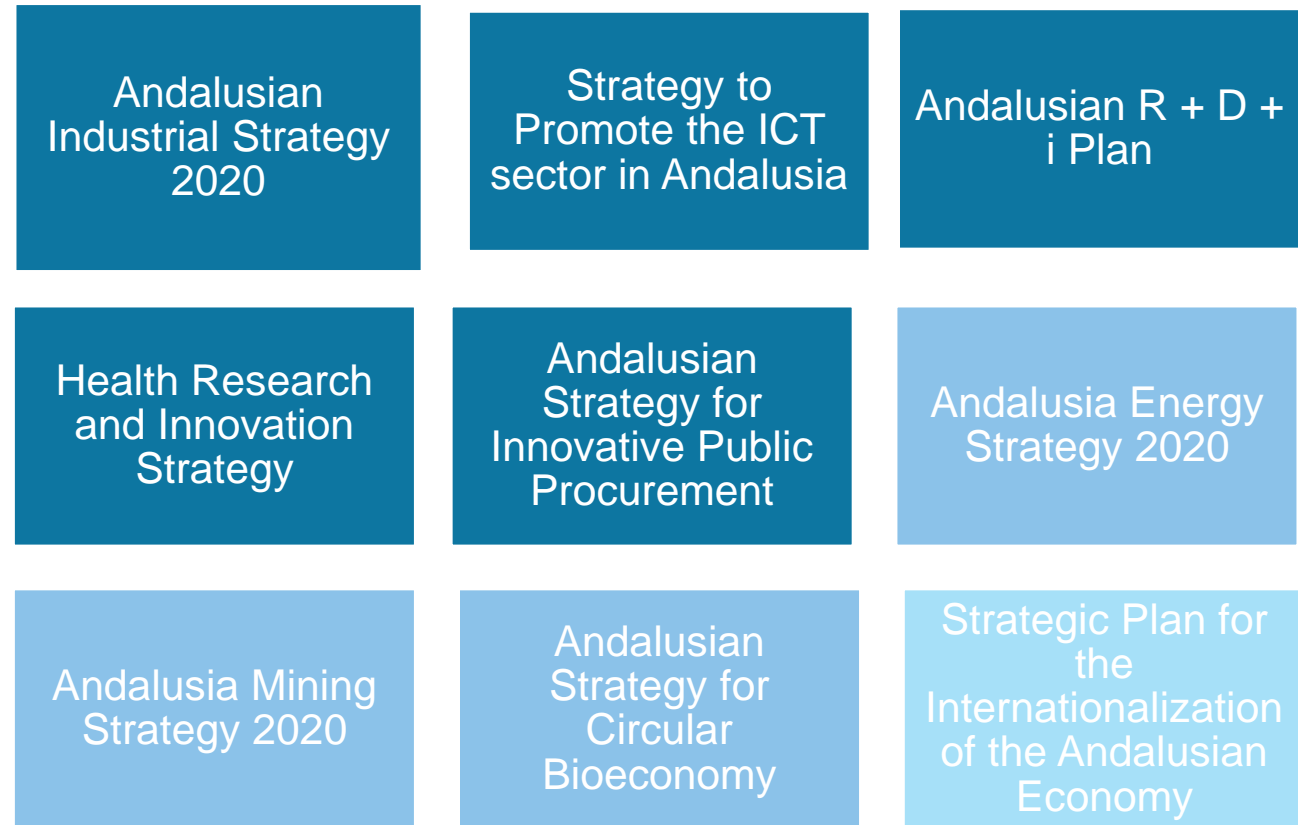 Andalusian
Industrial Strategy
2020
Strategy to
Promote the ICT
sector in Andalusia
Andalusian R + D +
i Plan
Health Research
and Innovation
Strategy
Andalusian
Strategy for
Innovative Public
Procurement
Andalusia Energy
Strategy 2020
Andalusia Mining
Strategy 2020
Andalusian
Strategy for
Circular
Bioeconomy
Strategic Plan for
the
Internationalization
of the Andalusian
Economy